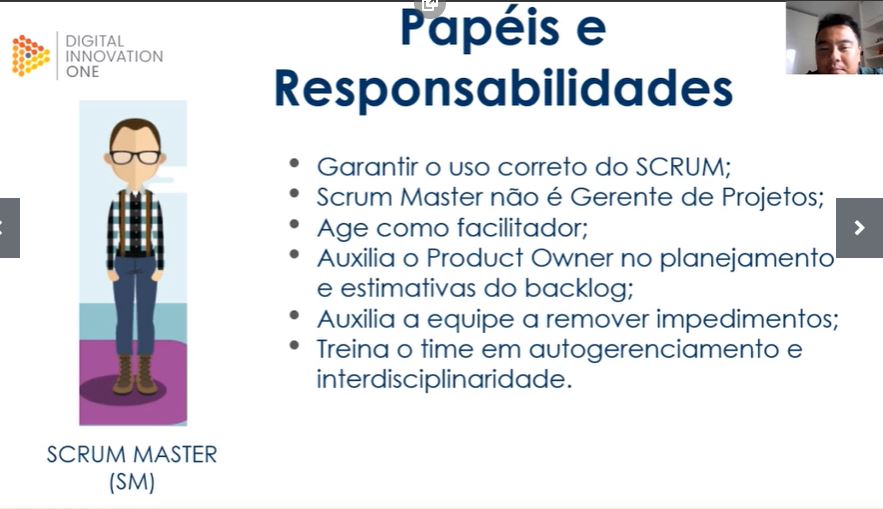 DIGITAL
INNOVATION
ONE
Papéis e
Responsabilidades
Garantir o uso correto do SCRUM;
Scrum Master não é Gerente de Projetos;
Age como facilitador;
Auxilia o Product Owner no planejamento
e estimativas do backlog;
Auxilia a equipe a remover impedimentos;
Treina o time em autogerenciamento e
interdisciplinaridade.
SCRUM MASTER
(SM)